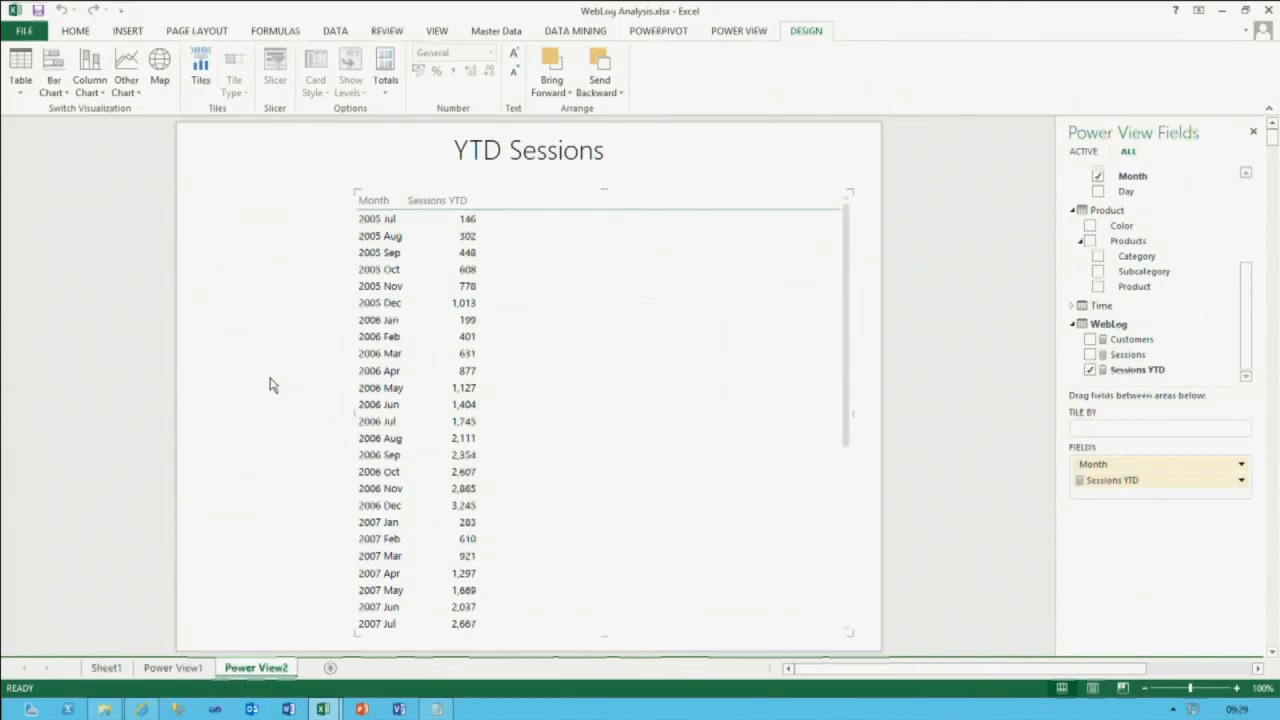 WebLog Analysis.xlsx - Excel
FILE HOME INSERT PAGE LAYOUT FORMULAS DATA REVIEW VIEW Master Data DATA MINING POWERPIVOT POWER VIEW DESIGN
Table Bar Chart Column Chart Other Chart Map Tiles Tile Type Slicer Card Style Show Levels Totals General Bring Forward Send Backward
Switch Visualization Tiles Slicer Options Number Text Arrange
YTD Sessions
Month Sessions YTD
2005 Jul 146
2005 Aug 302
2005 Sep 448
2005 Oct 608
2005 Nov 778
2005 Dec 1,013
2006 Jan 199
2006 Feb 401
2006 Mar 631
2006 Apr 877
2006 May 1,127
2006 Jun 1,404
2006 Jul 1,745
2006 Aug 2,111
2006 Sep 2,354
2006 Oct 2,607
2006 Nov 2,865
2006 Dec 3,245
2007 Jan 283
2007 Feb 610
2007 Mar 921
2007 Apr 1,297
2007 May 1,669
2007 Jun 2,037
2007 Jul 2,667
Power View Fields
ACTIVE ALL
Month
Day
Product
Color
Products
Category
Subcategory
Product
Time
WebLog
Customers
Sessions
Sessions YTD
Drag fields between areas below:
TILE BY
FIELDS
Month
Sessions YTD
Sheet1 Power View1 Power View2
READY 100%
09:29